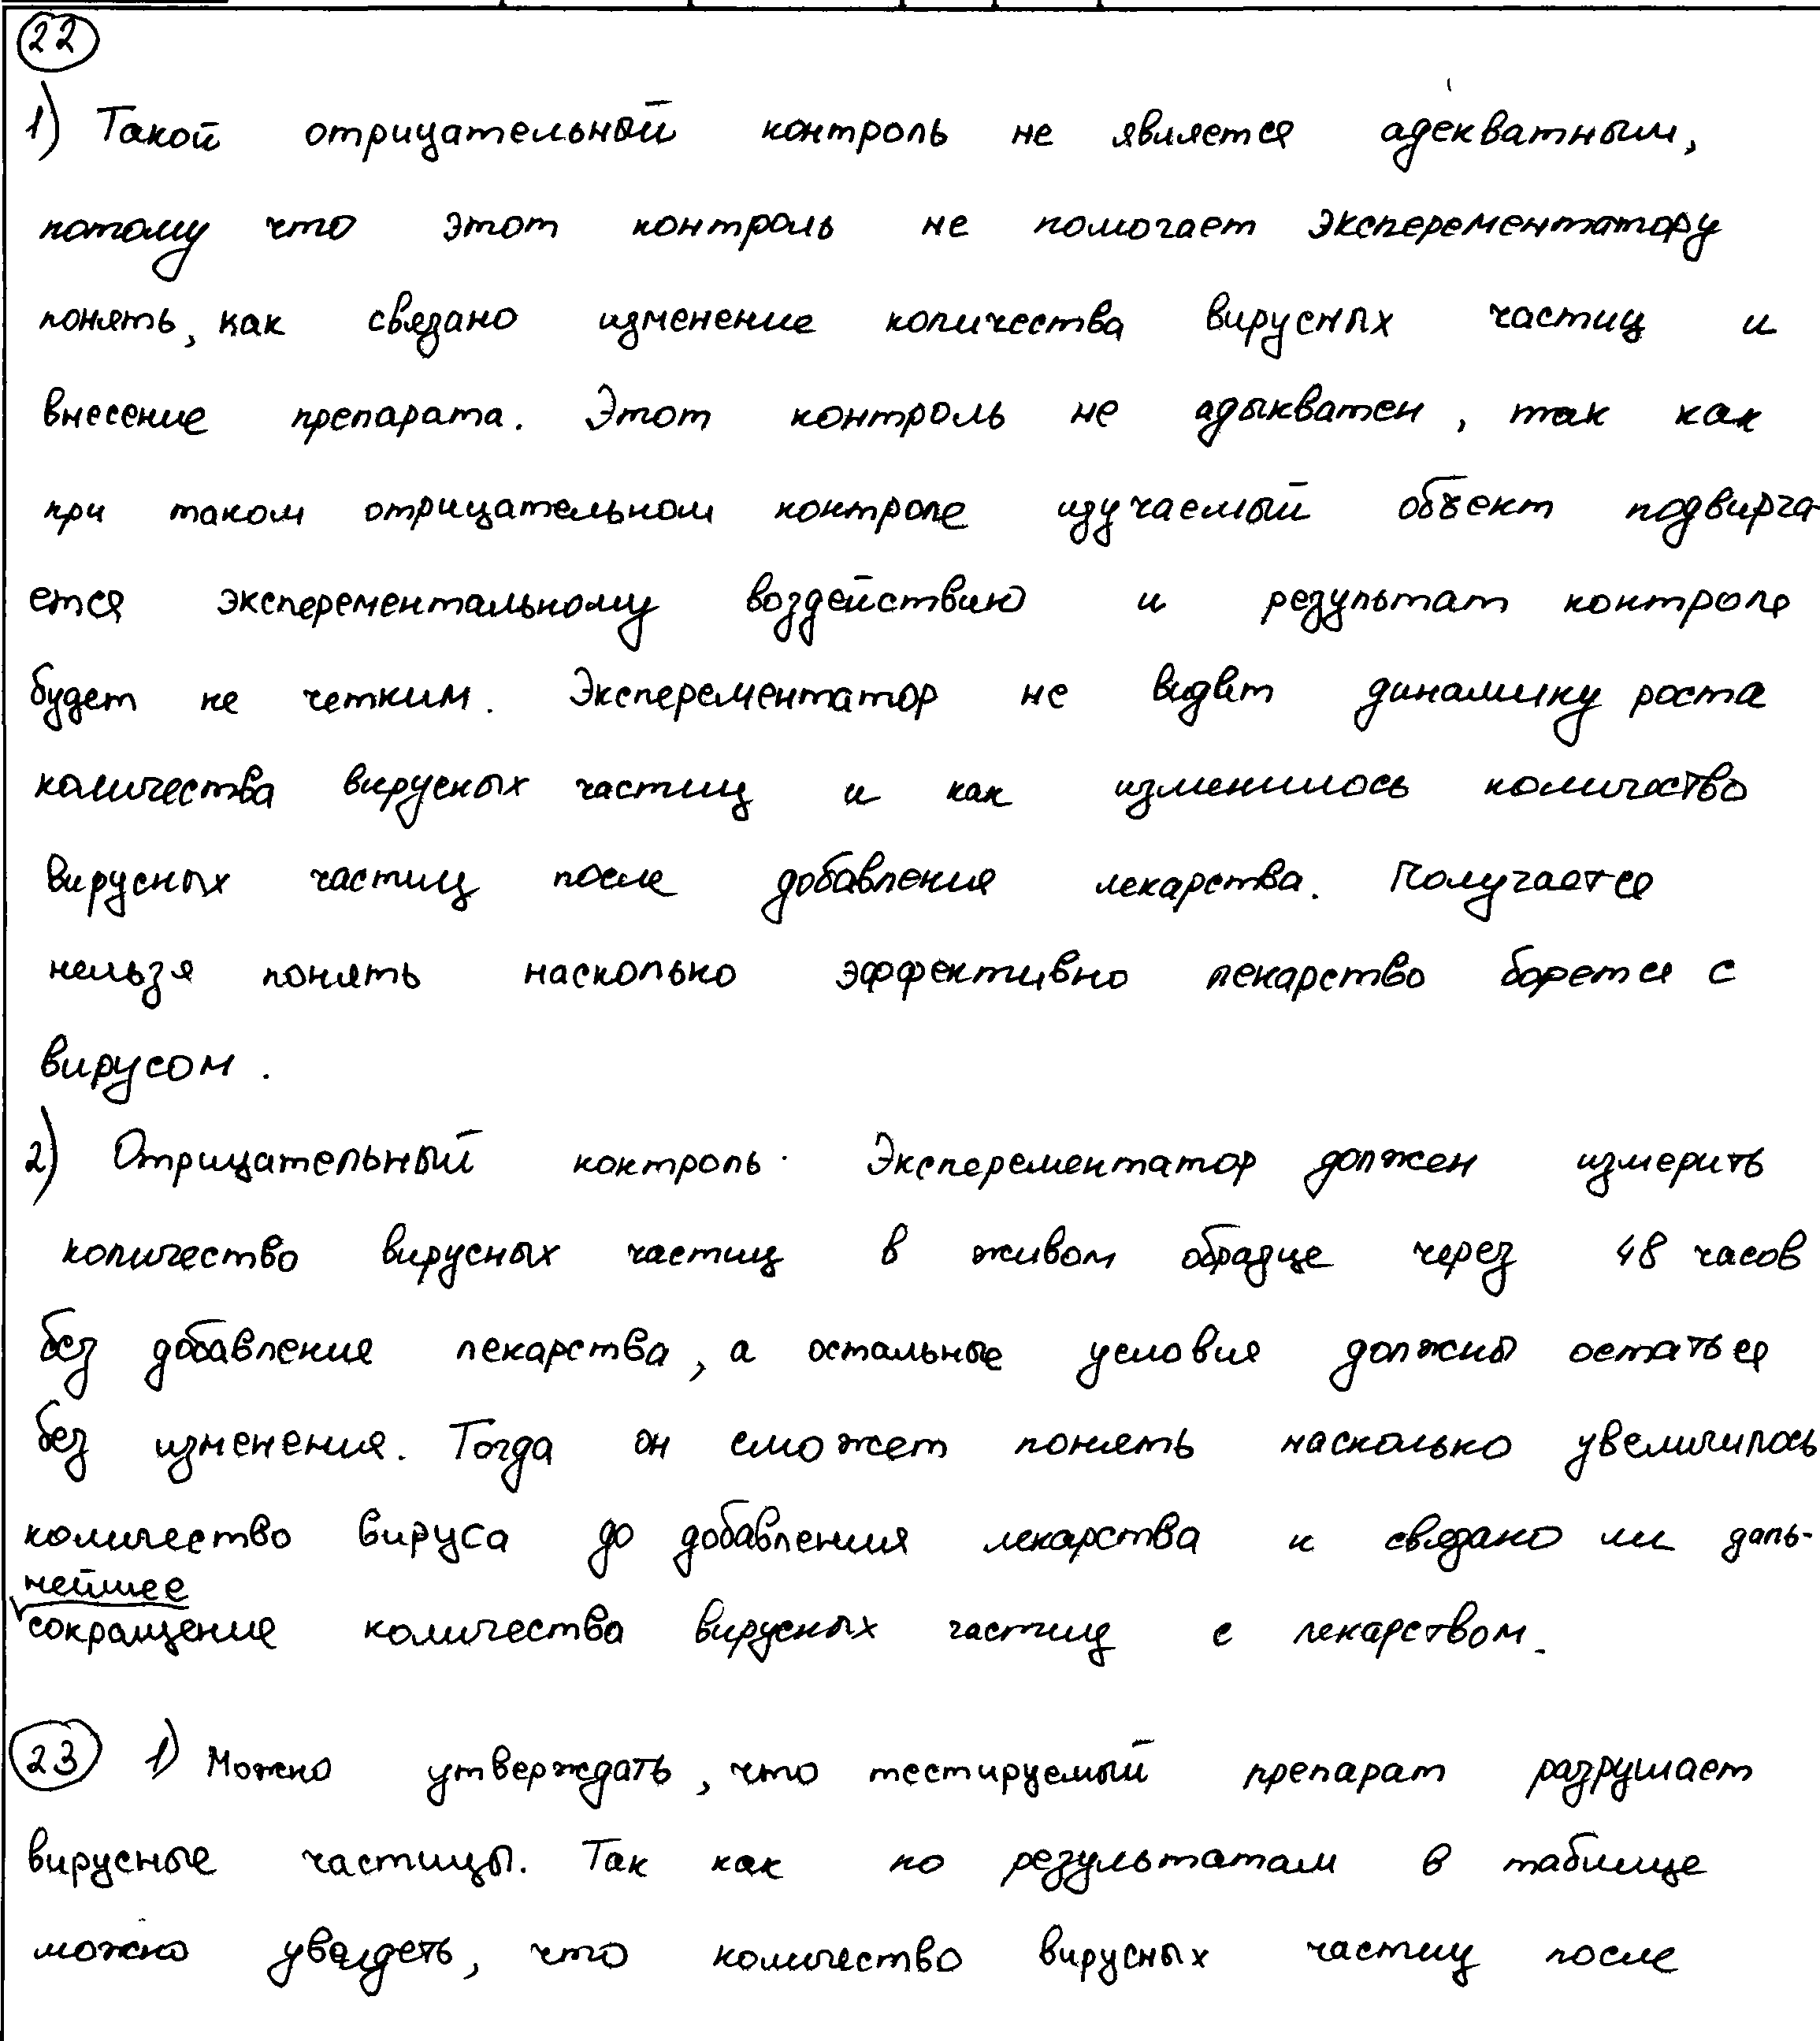 22
1) Такой отрицательный контроль не является адекватным,
потому что этот контроль не помогает эксперементатору
понять, как связано изменение количества вирусных частиц и
внесение препарата. Этот контроль не адыкватен, так как
при таком отрицательном контроле изучаемый объект подвирга-
ется эксперементальному воздействию и результат контроля
будет не четким. Эксперементатор не видит динамику роста
количества вирусных частиц и как изменилось количество
вирусных частиц после добавления лекарства. Получается
нельзя понять насколько эффективно лекарство борется с
вирусом.
2) Отрицательный контроль. Эксперементатор должен измерить
количество вирусных частиц в живом образце через 48 часов
без добавления лекарства, а остальные условия должны остаться
без изменения. Тогда он сможет понять насколько увеличилось
количество вируса до добавления лекарства и связано ли даль-
нейшее
сокращение количества вирусных частиц с лекарством.
23 1) Можно утверждать, что тестируемый препарат разрушает
вирусные частицы. Так как по результатам в таблице
можно увидеть, что количество вирусных частиц после